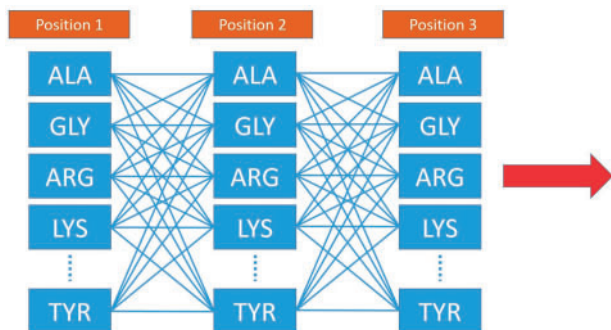 Position 1 Position 2 Position 3
ALA ALA ALA
GLY GLY GLY
ARG ARG ARG
LYS LYS LYS
TYR TYR TYR